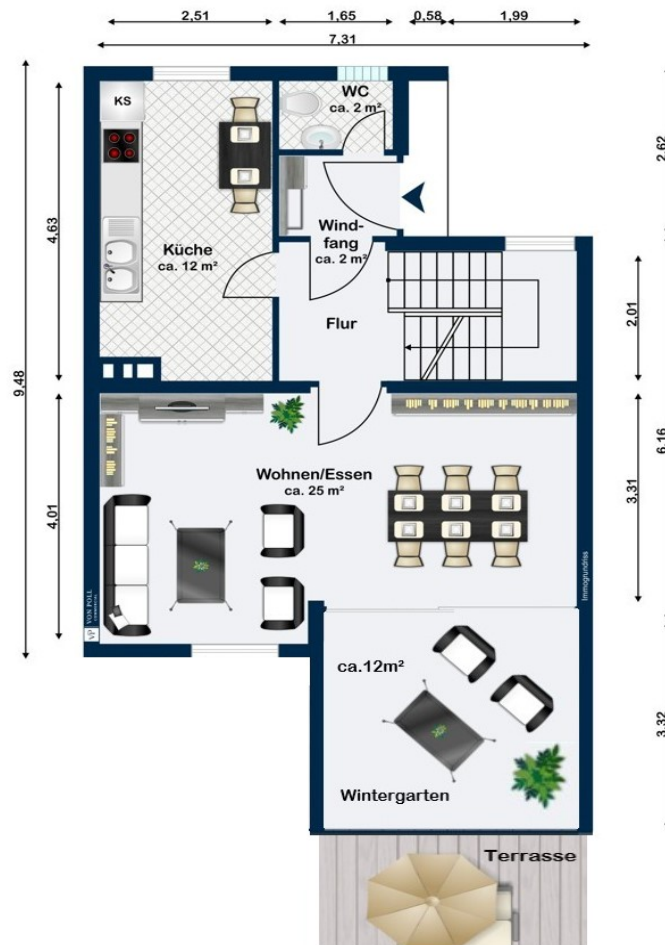 2,51
1,65
0,58
1,99
7,31
KS
WC
ca. 2 m²
2,62
4,63
Wind-
fang
ca. 2 m²
Küche
ca. 12 m²
Flur
2,01
9,48
6,16
3,31
4,01
Wohnen/Essen
ca. 25 m²
VON POLL
COMMERCIAL
VP
Immogrundriss
ca.12m²
3,32
Wintergarten
Terrasse